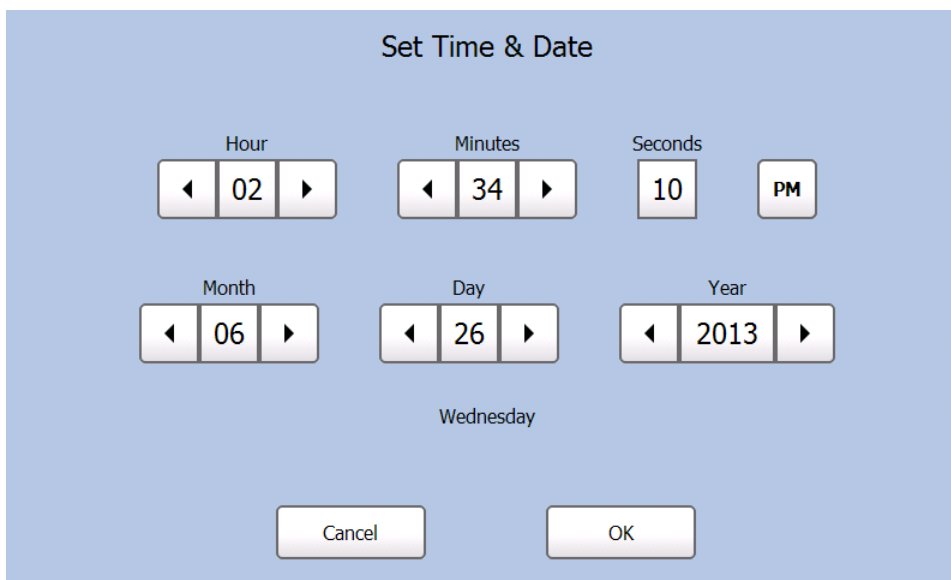 Set Time & Date
Hour Minutes Seconds
02 34 10 PM
Month Day Year
06 26 2013
Wednesday
Cancel OK